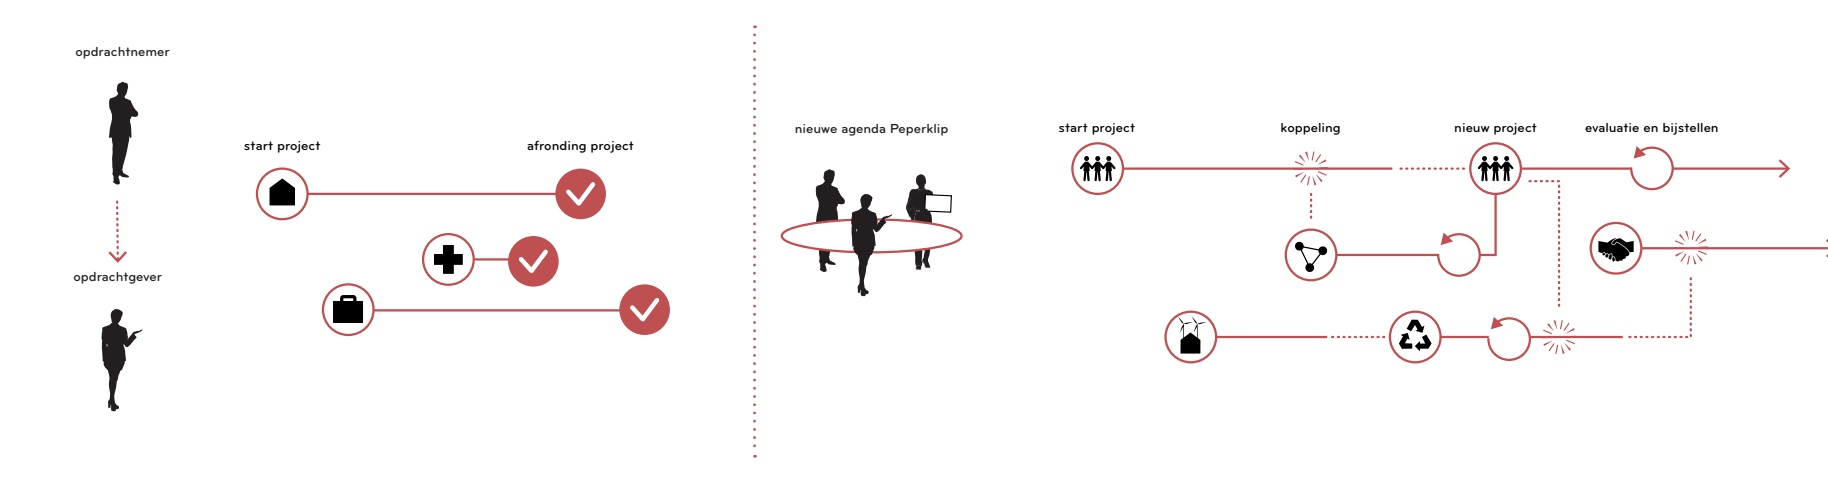 opdrachtnemer
opdrachtgever
start project
afronding project
nieuwe agenda Peperklip
start project
koppeling
nieuw project
evaluatie en bijstellen